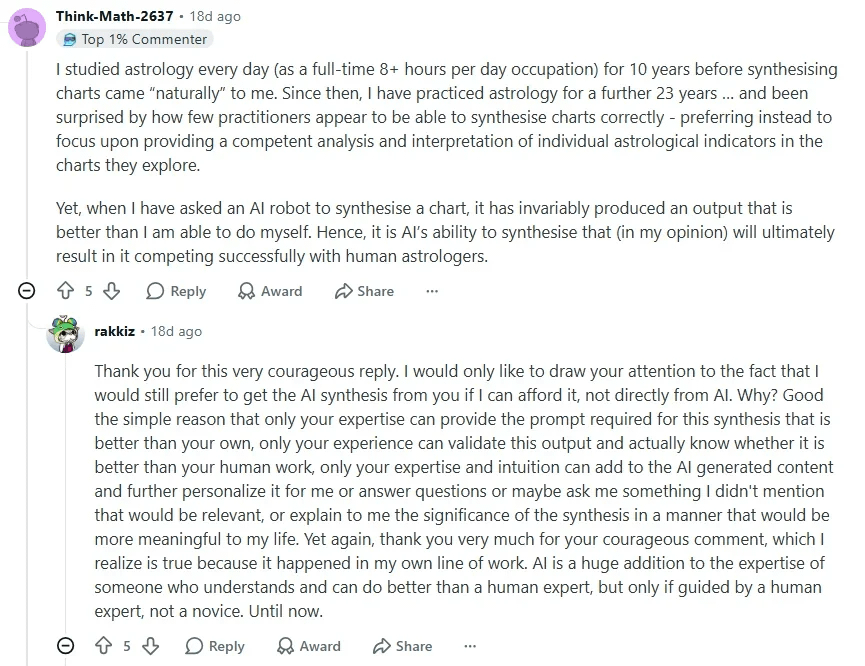 Think-Math-2637 • 18d ago
Top 1% Commenter
I studied astrology every day (as a full-time 8+ hours per day occupation) for 10 years before synthesising
charts came “naturally” to me. Since then, I have practiced astrology for a further 23 years ... and been
surprised by how few practitioners appear to be able to synthesise charts correctly - preferring instead to
focus upon providing a competent analysis and interpretation of individual astrological indicators in the
charts they explore.
Yet, when I have asked an AI robot to synthesise a chart, it has invariably produced an output that is
better than I am able to do myself. Hence, it is AI’s ability to synthesise that (in my opinion) will ultimately
result in it competing successfully with human astrologers.
5 Reply Award Share ...
rakkiz • 18d ago
Thank you for this very courageous reply. I would only like to draw your attention to the fact that I
would still prefer to get the AI synthesis from you if I can afford it, not directly from AI. Why? Good
the simple reason that only your expertise can provide the prompt required for this synthesis that is
better than your own, only your experience can validate this output and actually know whether it is
better than your human work, only your expertise and intuition can add to the AI generated content
and further personalize it for me or answer questions or maybe ask me something I didn't mention
that would be relevant, or explain to me the significance of the synthesis in a manner that would be
more meaningful to my life. Yet again, thank you very much for your courageous comment, which I
realize is true because it happened in my own line of work. AI is a huge addition to the expertise of
someone who understands and can do better than a human expert, but only if guided by a human
expert, not a novice. Until now.
5 Reply Award Share ...